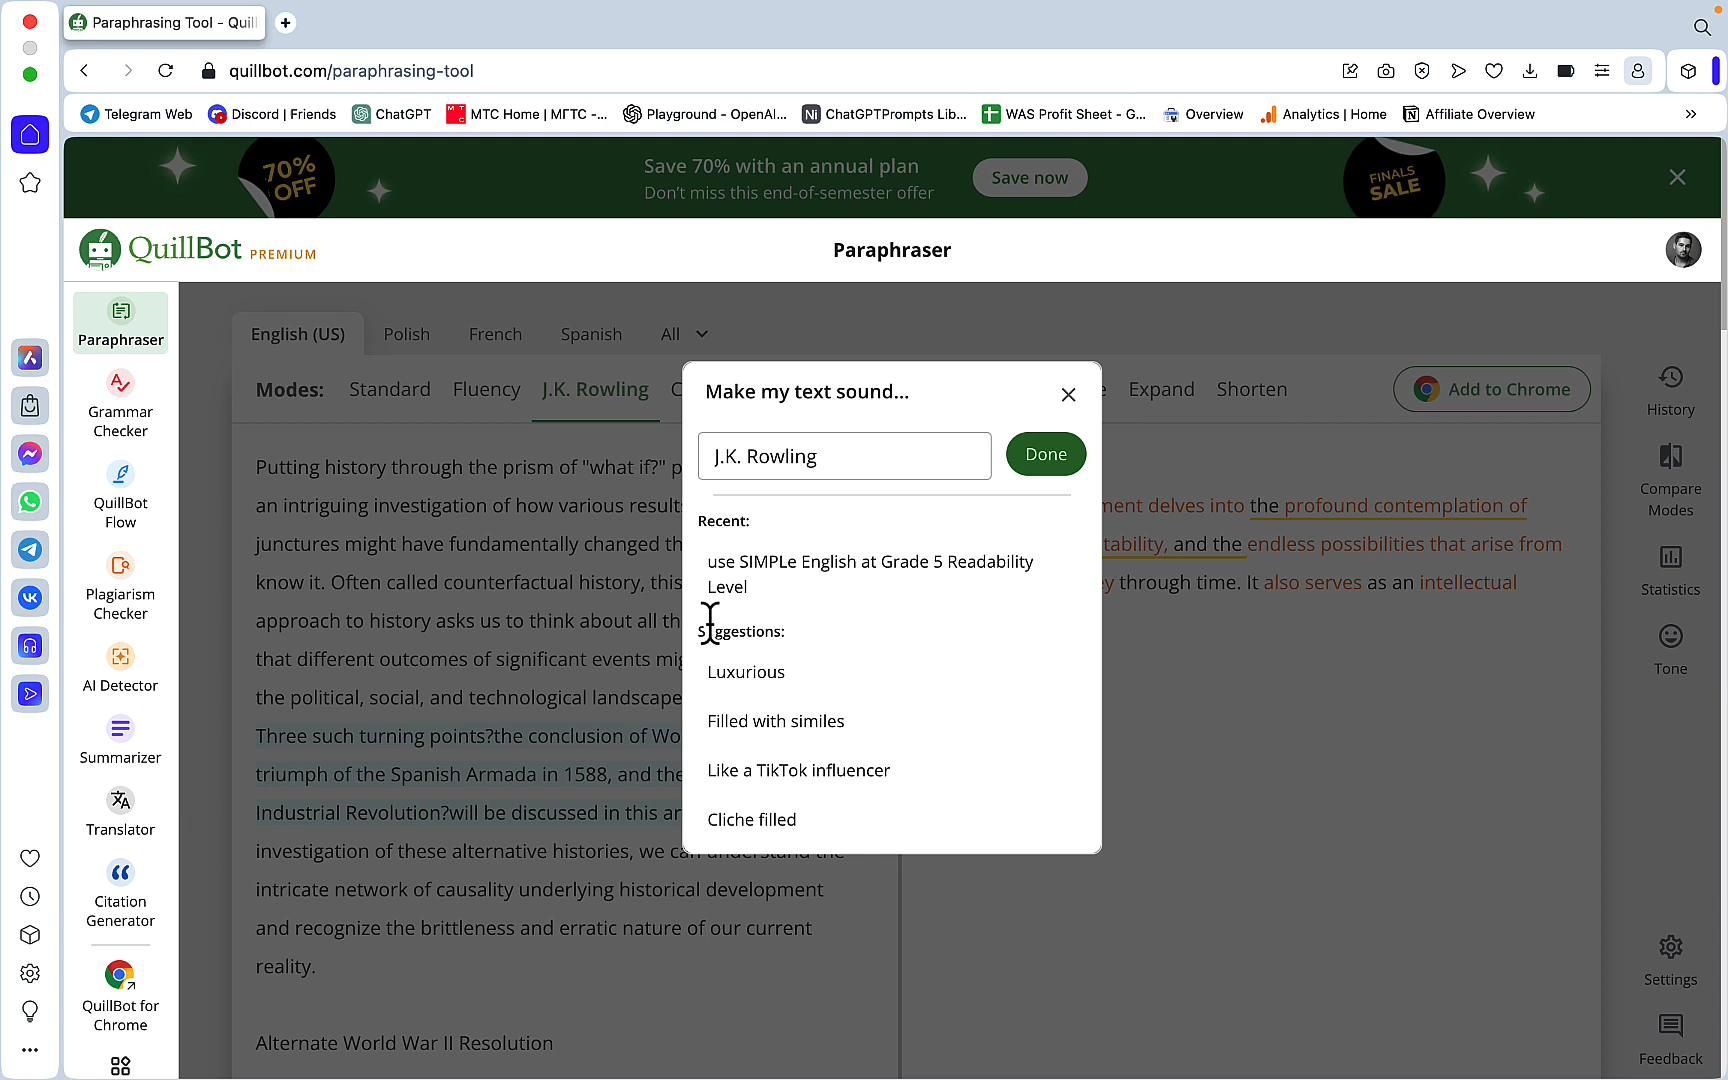 Paraphrasing Tool - Quil
quillbot.com/paraphrasing-tool
Telegram Web
Discord | Friends
ChatGPT
MTC Home | МГТС -...
Playground - OpenAI...
ChatGPTPrompts Lib...
WAS Profit Sheet - G...
Overview
Analytics | Home
Affiliate Overview
70% OFF
Save 70% with an annual plan
Don't miss this end-of-semester offer
Save now
FINALS SALE
QuillBot PREMIUM
Paraphraser
Paraphraser
Grammar
Checker
QuillBot
Flow
Plagiarism
Checker
AI Detector
Summarizer
Translator
Citation
Generator
QuillBot for
Chrome
English (US)
Polish
French
Spanish
All
Modes:
Standard
Fluency
J.K. Rowling
Expand
Shorten
Add to Chrome
Putting history through the prism of "what if?" p
an intriguing investigation of how various result
junctures might have fundamentally changed th
know it. Often called counterfactual history, this
approach to history asks us to think about all th
that different outcomes of significant events mi
the political, social, and technological landscape
Three such turning points?the conclusion of Wo
triumph of the Spanish Armada in 1588, and the
Industrial Revolution?will be discussed in this ar
investigation of these alternative histories, we can understand the
intricate network of causality underlying historical development
and recognize the brittleness and erratic nature of our current
reality.
Alternate World War II Resolution
Make my text sound...
J.K. Rowling
Done
Recent:
use SIMPLe English at Grade 5 Readability
Level
Suggestions:
Luxurious
Filled with similes
Like a TikTok influencer
Cliche filled
ment delves into the profound contemplation of
tability, and the endless possibilities that arise from
ey through time. It also serves as an intellectual
History
Compare
Modes
Statistics
Tone
Settings
Feedback